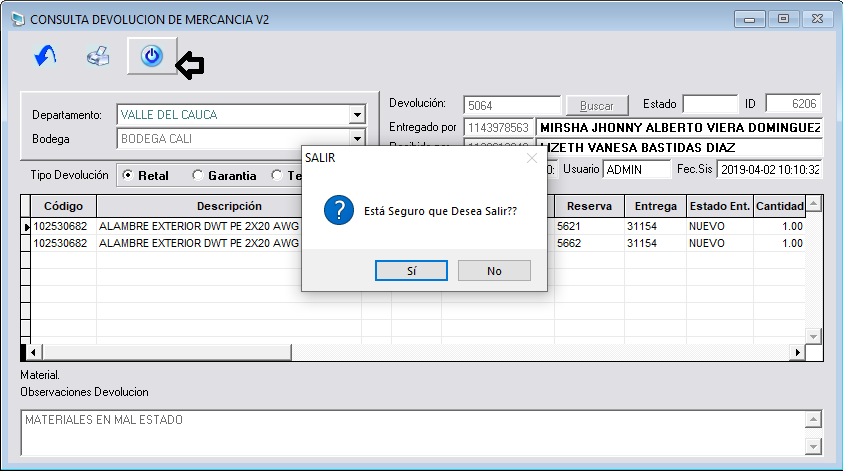 CONSULTA DEVOLUCION DE MERCANCIA V2
Departamento: VALLE DEL CAUCA
Bodega BODEGA CALI
Devolución: 5064 Buscar Estado ID 6206
Entregado por 1143978563 MIRSHA JHONNY ALBERTO VIERA DOMINGUEZ
LIZETH VANESA BASTIDAS DIAZ
Tipo Devolución Retal Garantia Te
Usuario ADMIN Fec.Sis 2019-04-02 10:10:32
SALIR
Está Seguro que Desea Salir??
Sí No
Código Descripción Reserva Entrega Estado Ent. Cantidad
102530682 ALAMBRE EXTERIOR DWT PE 2X20 AWG 5621 31154 NUEVO 1.00
102530682 ALAMBRE EXTERIOR DWT PE 2X20 AWG 5662 31154 NUEVO 1.00
Material.
Observaciones Devolucion
MATERIALES EN MAL ESTADO